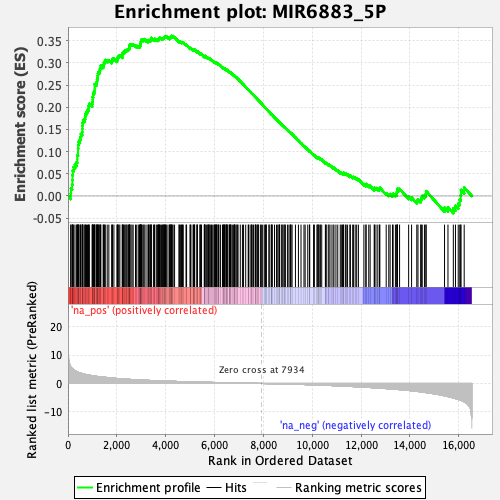 Enrichment plot: MIR6883_5P
Enrichment score (ES)
0.35
0.30
0.25
0.20
0.15
0.10
0.05
0.00
-0.05
Ranked list metric (PreRanked)
'na_pos' (positively correlated)
20
10
0
-10
Zero cross at 7934
'na_neg' (negatively correlated)
0
2,000
4,000
6,000
8,000
10,000
12,000
14,000
16,000
Rank in Ordered Dataset
Enrichment profile
Hits
Ranking metric scores